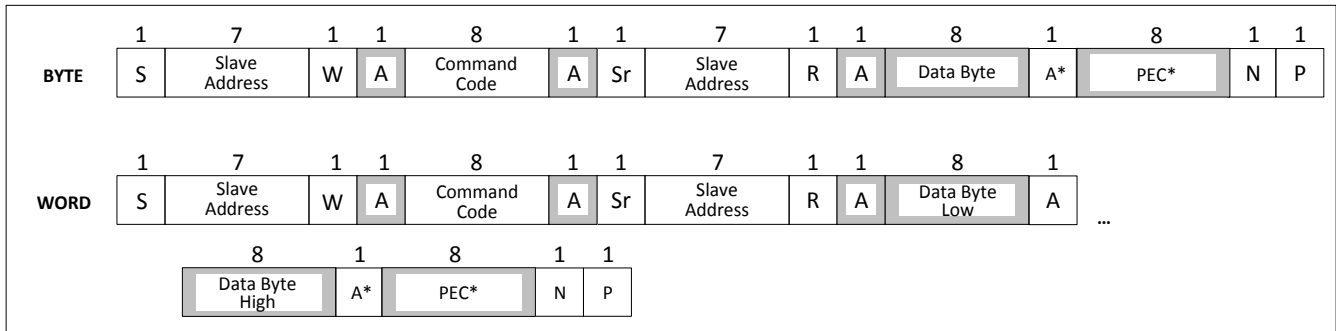 1 7 1 1 8 1 1 7 1 1 8 1 8 1 1
BYTE S Slave Address W A Command Code A Sr Slave Address R A Data Byte A* PEC* N P
1 7 1 1 8 1 1 7 1 1 8 1
WORD S Slave Address W A Command Code A Sr Slave Address R A Data Byte Low A ...
8 1 8 1 1
Data Byte High A* PEC* N P